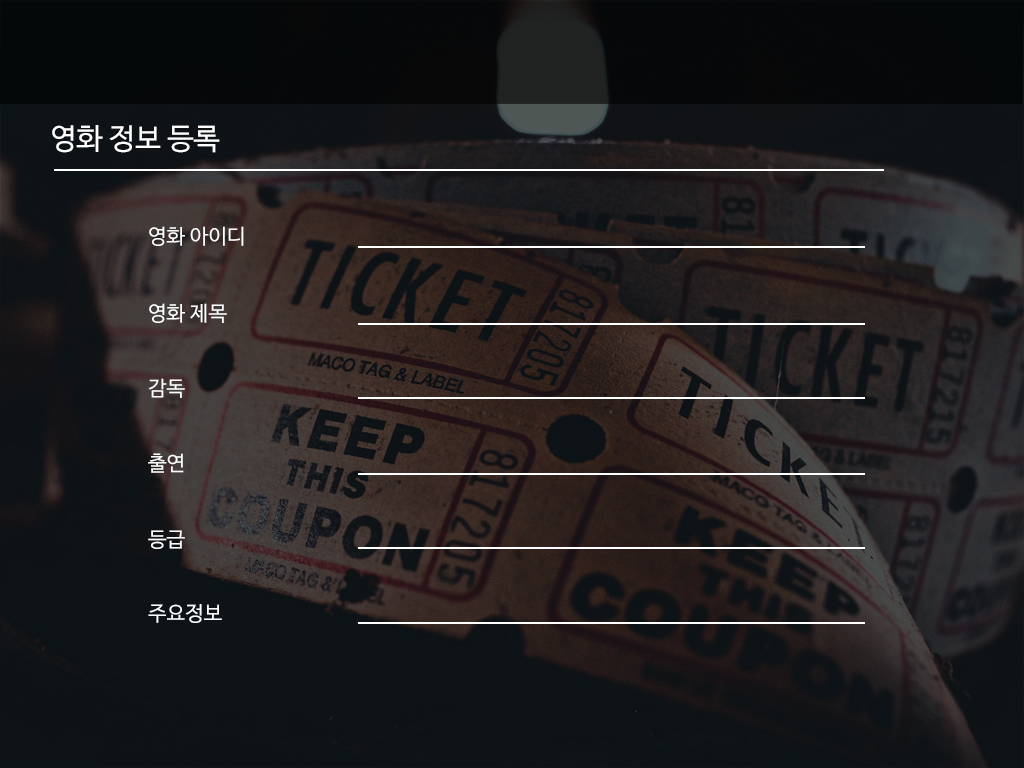 영화 정보 등록
영화 아이디
영화 제목
감독
출연
등급
주요정보
TICKET
817205
MACO TAG & LABEL
KEEP
THIS
COUPON
817205
MACO TAG & LABEL
TICKET
817215
TICKE
MACO TAG &
KEEP
THIS
COUPON